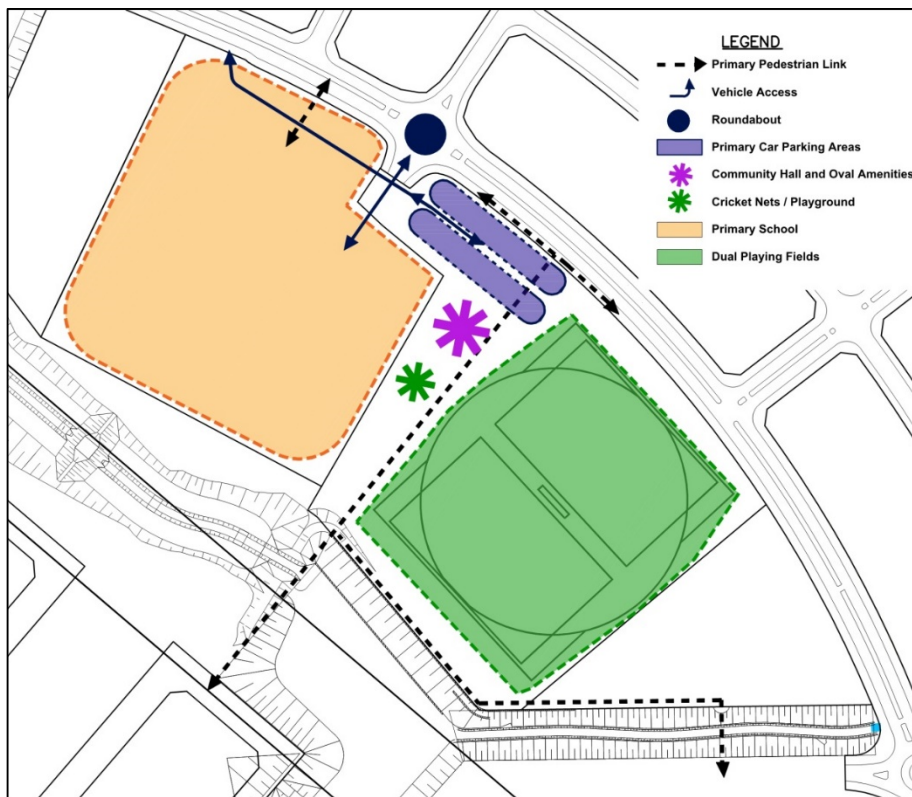 LEGEND
Primary Pedestrian Link
Vehicle Access
Roundabout
Primary Car Parking Areas
Community Hall and Oval Amenities
Cricket Nets / Playground
Primary School
Dual Playing Fields